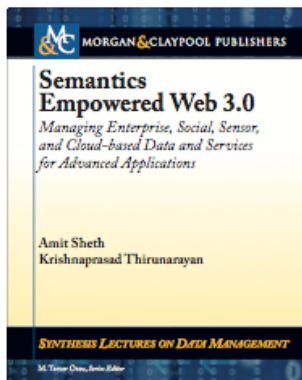 M&C MORGAN&CLAYPOOL PUBLISHERS
Semantics
Empowered Web 3.0
Managing Enterprise, Social, Sensor,
and Cloud-based Data and Services
for Advanced Applications
Amit Sheth
Krishnaprasad Thirunarayan
SYNTHESIS LECTURES ON DATA MANAGEMENT
M. Tamer Özsu, Series Editor